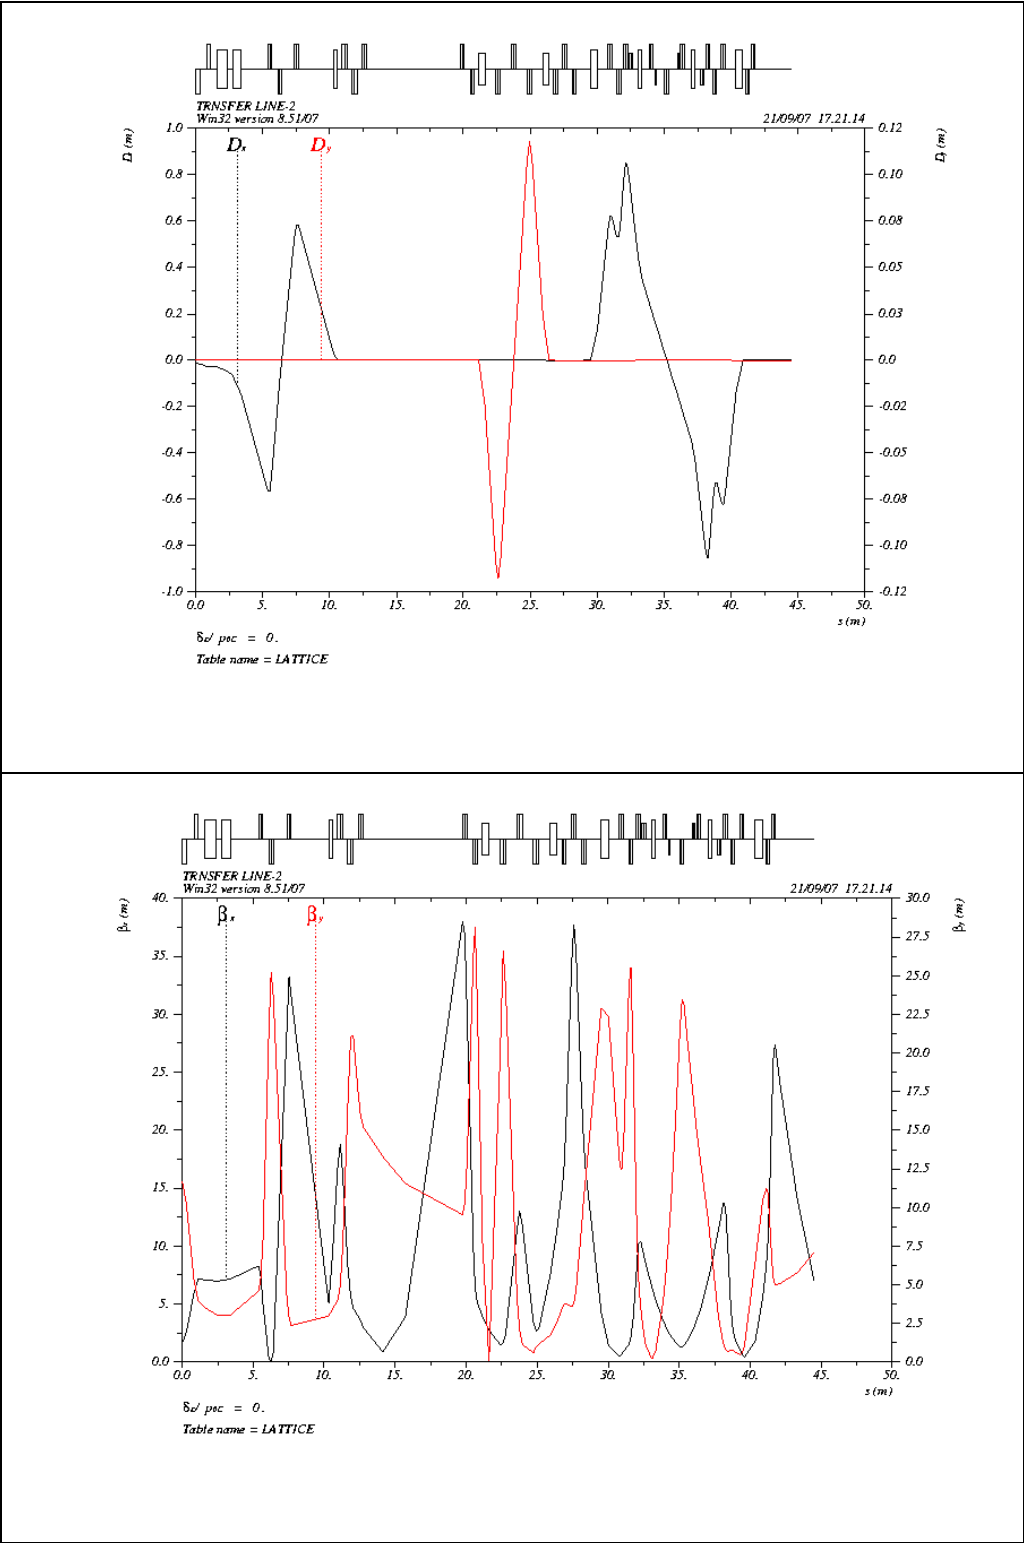 TRNSFER LINE-2
Win32 version 8.51/07 21/09/07 17.21.14
D (m) 1.0 Dx Dy 0.12 D (m)
0.8 0.10
0.6 0.08
0.4 0.05
0.2 0.03
0.0 0.0
-0.2 -0.02
-0.4 -0.05
-0.6 -0.08
-0.8 -0.10
-1.0 -0.12
0.0 5. 10. 15. 20. 25. 30. 35. 40. 45. 50.
s (m)
δE/ p0c = 0.
Table name = LATTICE
TRNSFER LINE-2
Win32 version 8.51/07 21/09/07 17.21.14
βx (m) 40. βx βy 30.0 βy (m)
27.5
35. 25.0
30. 22.5
20.0
25. 17.5
20. 15.0
15. 12.5
10.0
10. 7.5
5. 5.0
2.5
0.0 0.0
0.0 5. 10. 15. 20. 25. 30. 35. 40. 45. 50.
s (m)
δE/ p0c = 0.
Table name = LATTICE